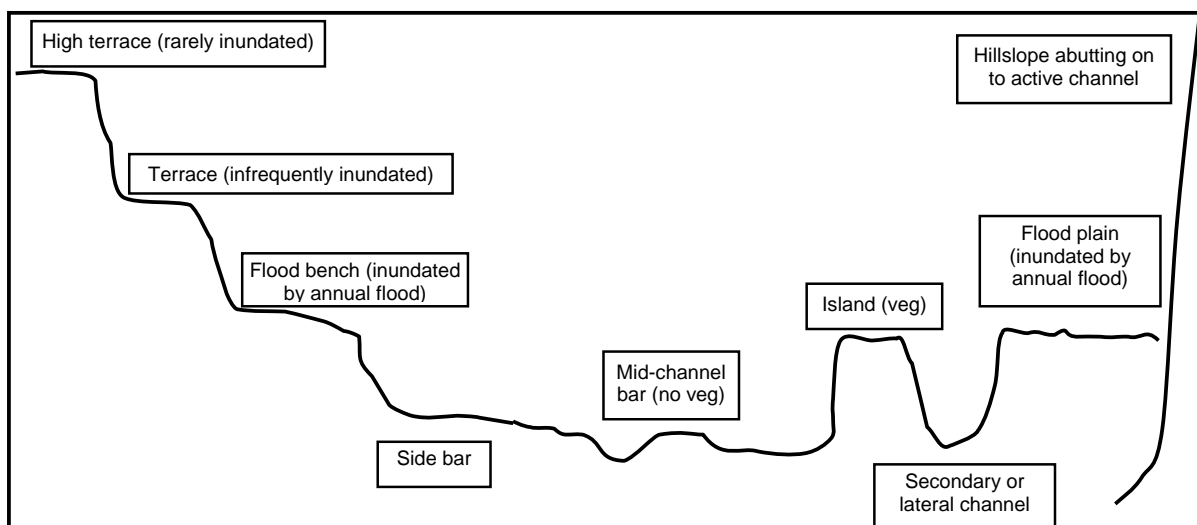 High terrace (rarely inundated)
Hillslope abutting on
to active channel
Terrace (infrequently inundated)
Flood bench (inundated
by annual flood)
Flood plain
(inundated by
annual flood)
Island (veg)
Mid-channel
bar (no veg)
Side bar
Secondary or
lateral channel